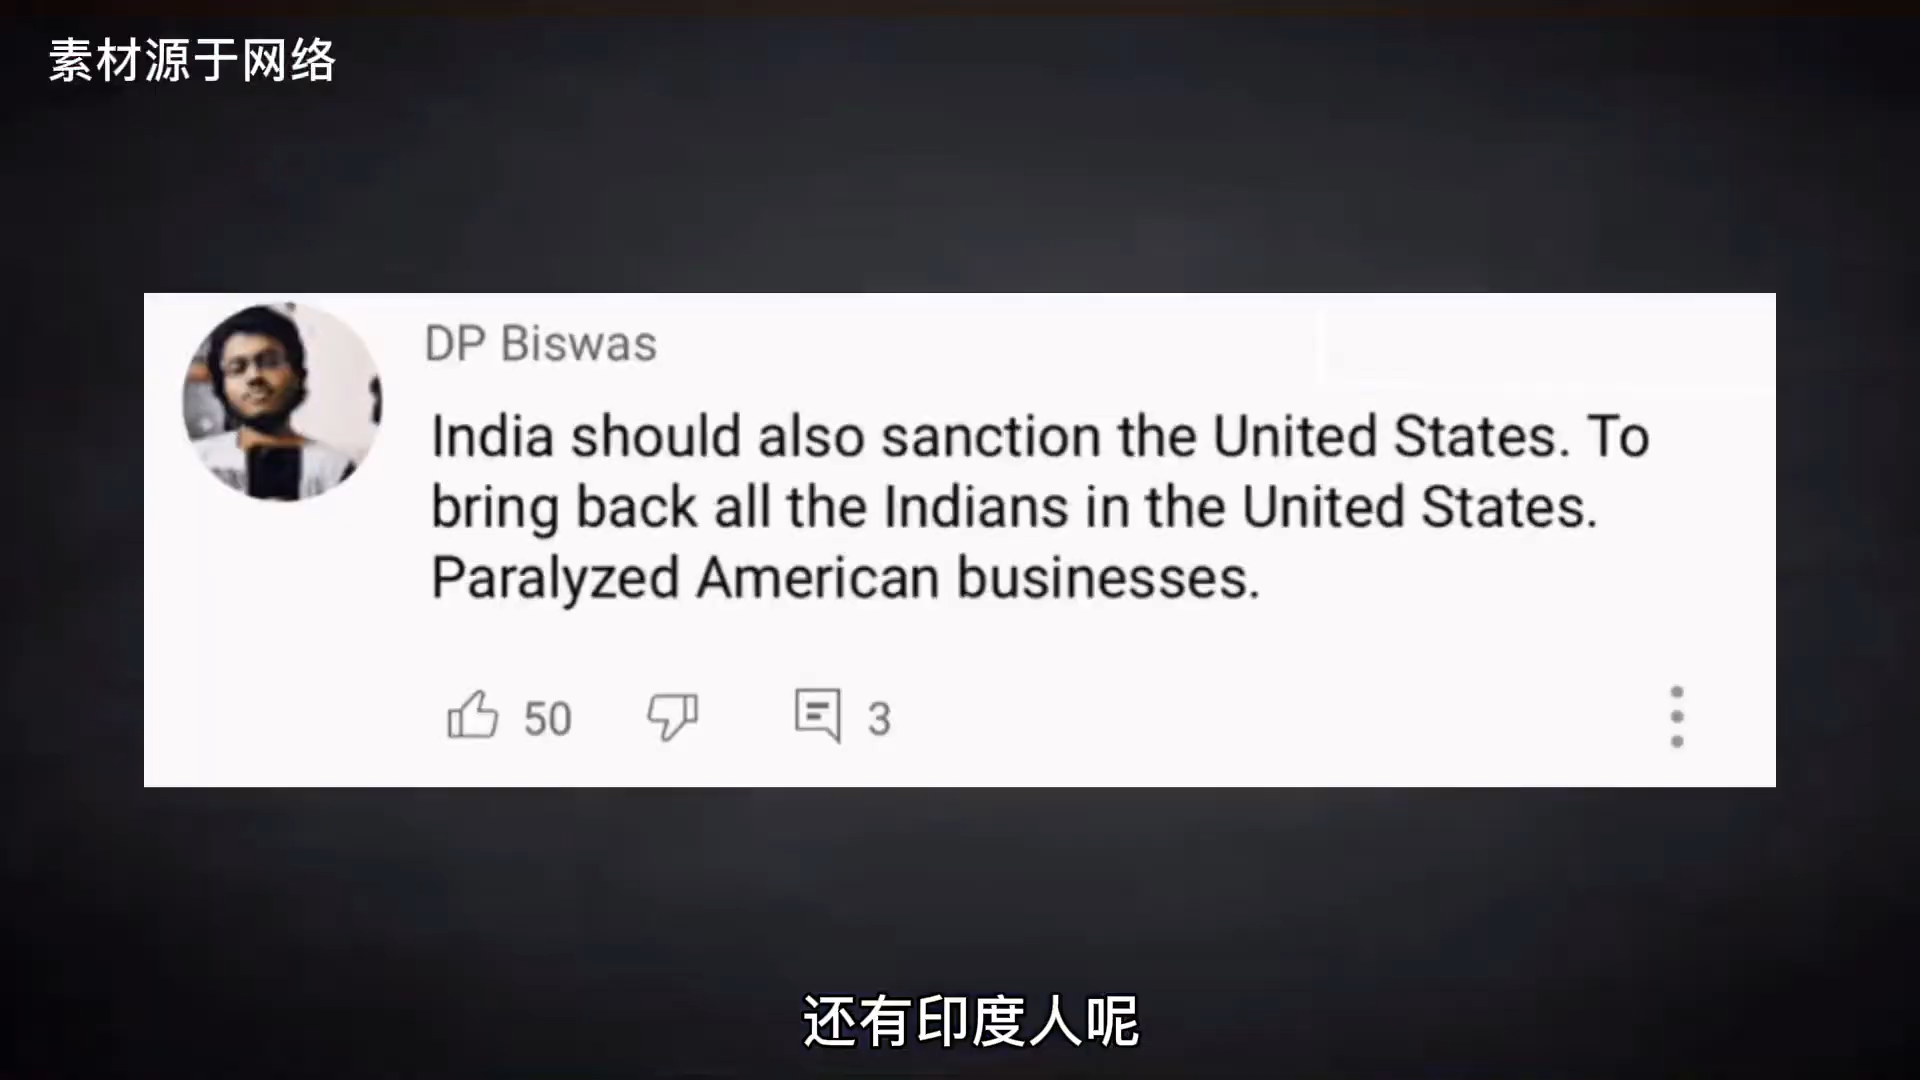 素材源于网络
DP Biswas
India should also sanction the United States. To
bring back all the Indians in the United States.
Paralyzed American businesses.
50
3
还有印度人呢